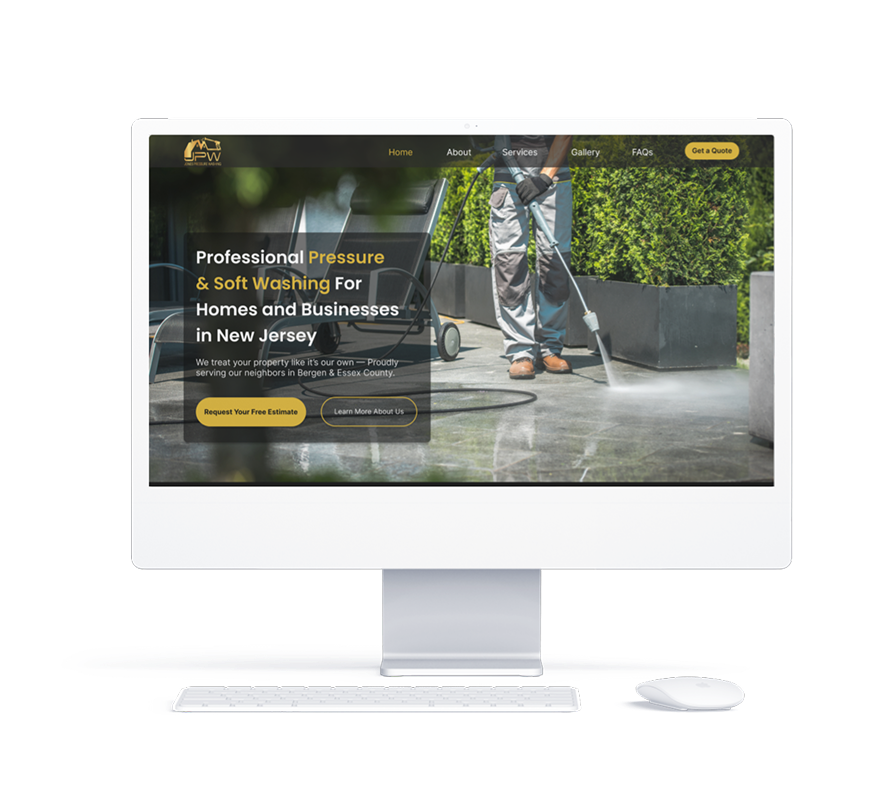 JPW
Home About Services Gallery FAQs Get a Quote
Professional Pressure
& Soft Washing For
Homes and Businesses
in New Jersey
We treat your property like it's our own — Proudly
serving our neighbors in Bergen & Essex County.
Request Your Free Estimate Learn More About Us